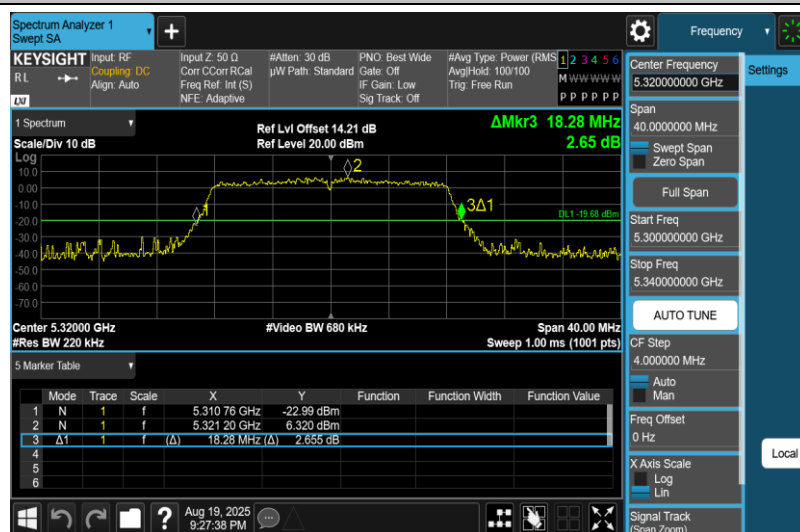 Spectrum Analyzer 1
Swept SA
+
Frequency
KEYSIGHT
RL
LXI
Input: RF
Coupling: DC
Align: Auto
Input Z: 50 Ω
Corr CCorr RCal
Freq Ref: Int (S)
NFE: Adaptive
#Atten: 30 dB
µW Path: Standard
PNO: Best Wide
Gate: Off
IF Gain: Low
Sig Track: Off
#Avg Type: Power (RMS
Avg|Hold: 100/100
Trig: Free Run
1 2 3 4 5 6
M W W W W W
P P P P P P
1 Spectrum
Scale/Div 10 dB
Ref Lvl Offset 14.21 dB
Ref Level 20.00 dBm
ΔMkr3 18.28 MHz
2.65 dB
Log
10.0
0.00
-10.0
-20.0
-30.0
-40.0
-50.0
-60.0
-70.0
1
2
3Δ1
DL1 -19.68 dBm
Center 5.32000 GHz
#Video BW 680 kHz
Span 40.00 MHz
#Res BW 220 kHz
Sweep 1.00 ms (1001 pts)
5 Marker Table
Mode Trace Scale X Y Function Function Width Function Value
1 N 1 f 5.310 76 GHz -22.99 dBm
2 N 1 f 5.321 20 GHz 6.320 dBm
3 Δ1 1 f (Δ) 18.28 MHz (Δ) 2.655 dB
4
5
6
Aug 19, 2025
9:27:38 PM
?
Center Frequency
5.320000000 GHz
Settings
Span
40.0000000 MHz
Swept Span
Zero Span
Full Span
Start Freq
5.300000000 GHz
Stop Freq
5.340000000 GHz
AUTO TUNE
CF Step
4.000000 MHz
Auto
Man
Freq Offset
0 Hz
Local
X Axis Scale
Log
Lin
Signal Track
(Span Zoom)